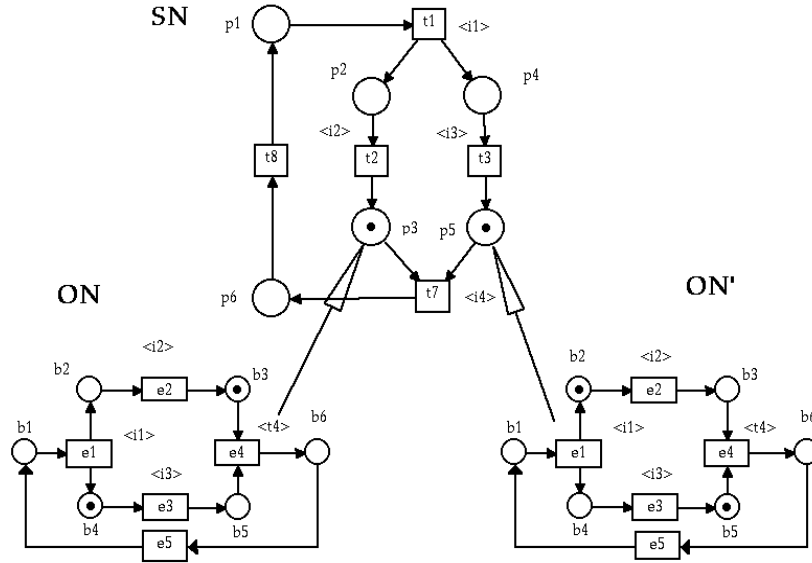 SN
p1
t1
<i1>
p2
p4
<i2>
<i3>
t8
t2
t3
p3
p5
p6
t7
<i4>
ON
ON'
<i2>
b2
b3
e2
b1
<i1>
<t4>
b6
e1
e4
<i3>
b4
e3
b5
e5
<i2>
b2
b3
e2
b1
<i1>
<t4>
b6
e1
e4
<i3>
b4
e3
b5
e5